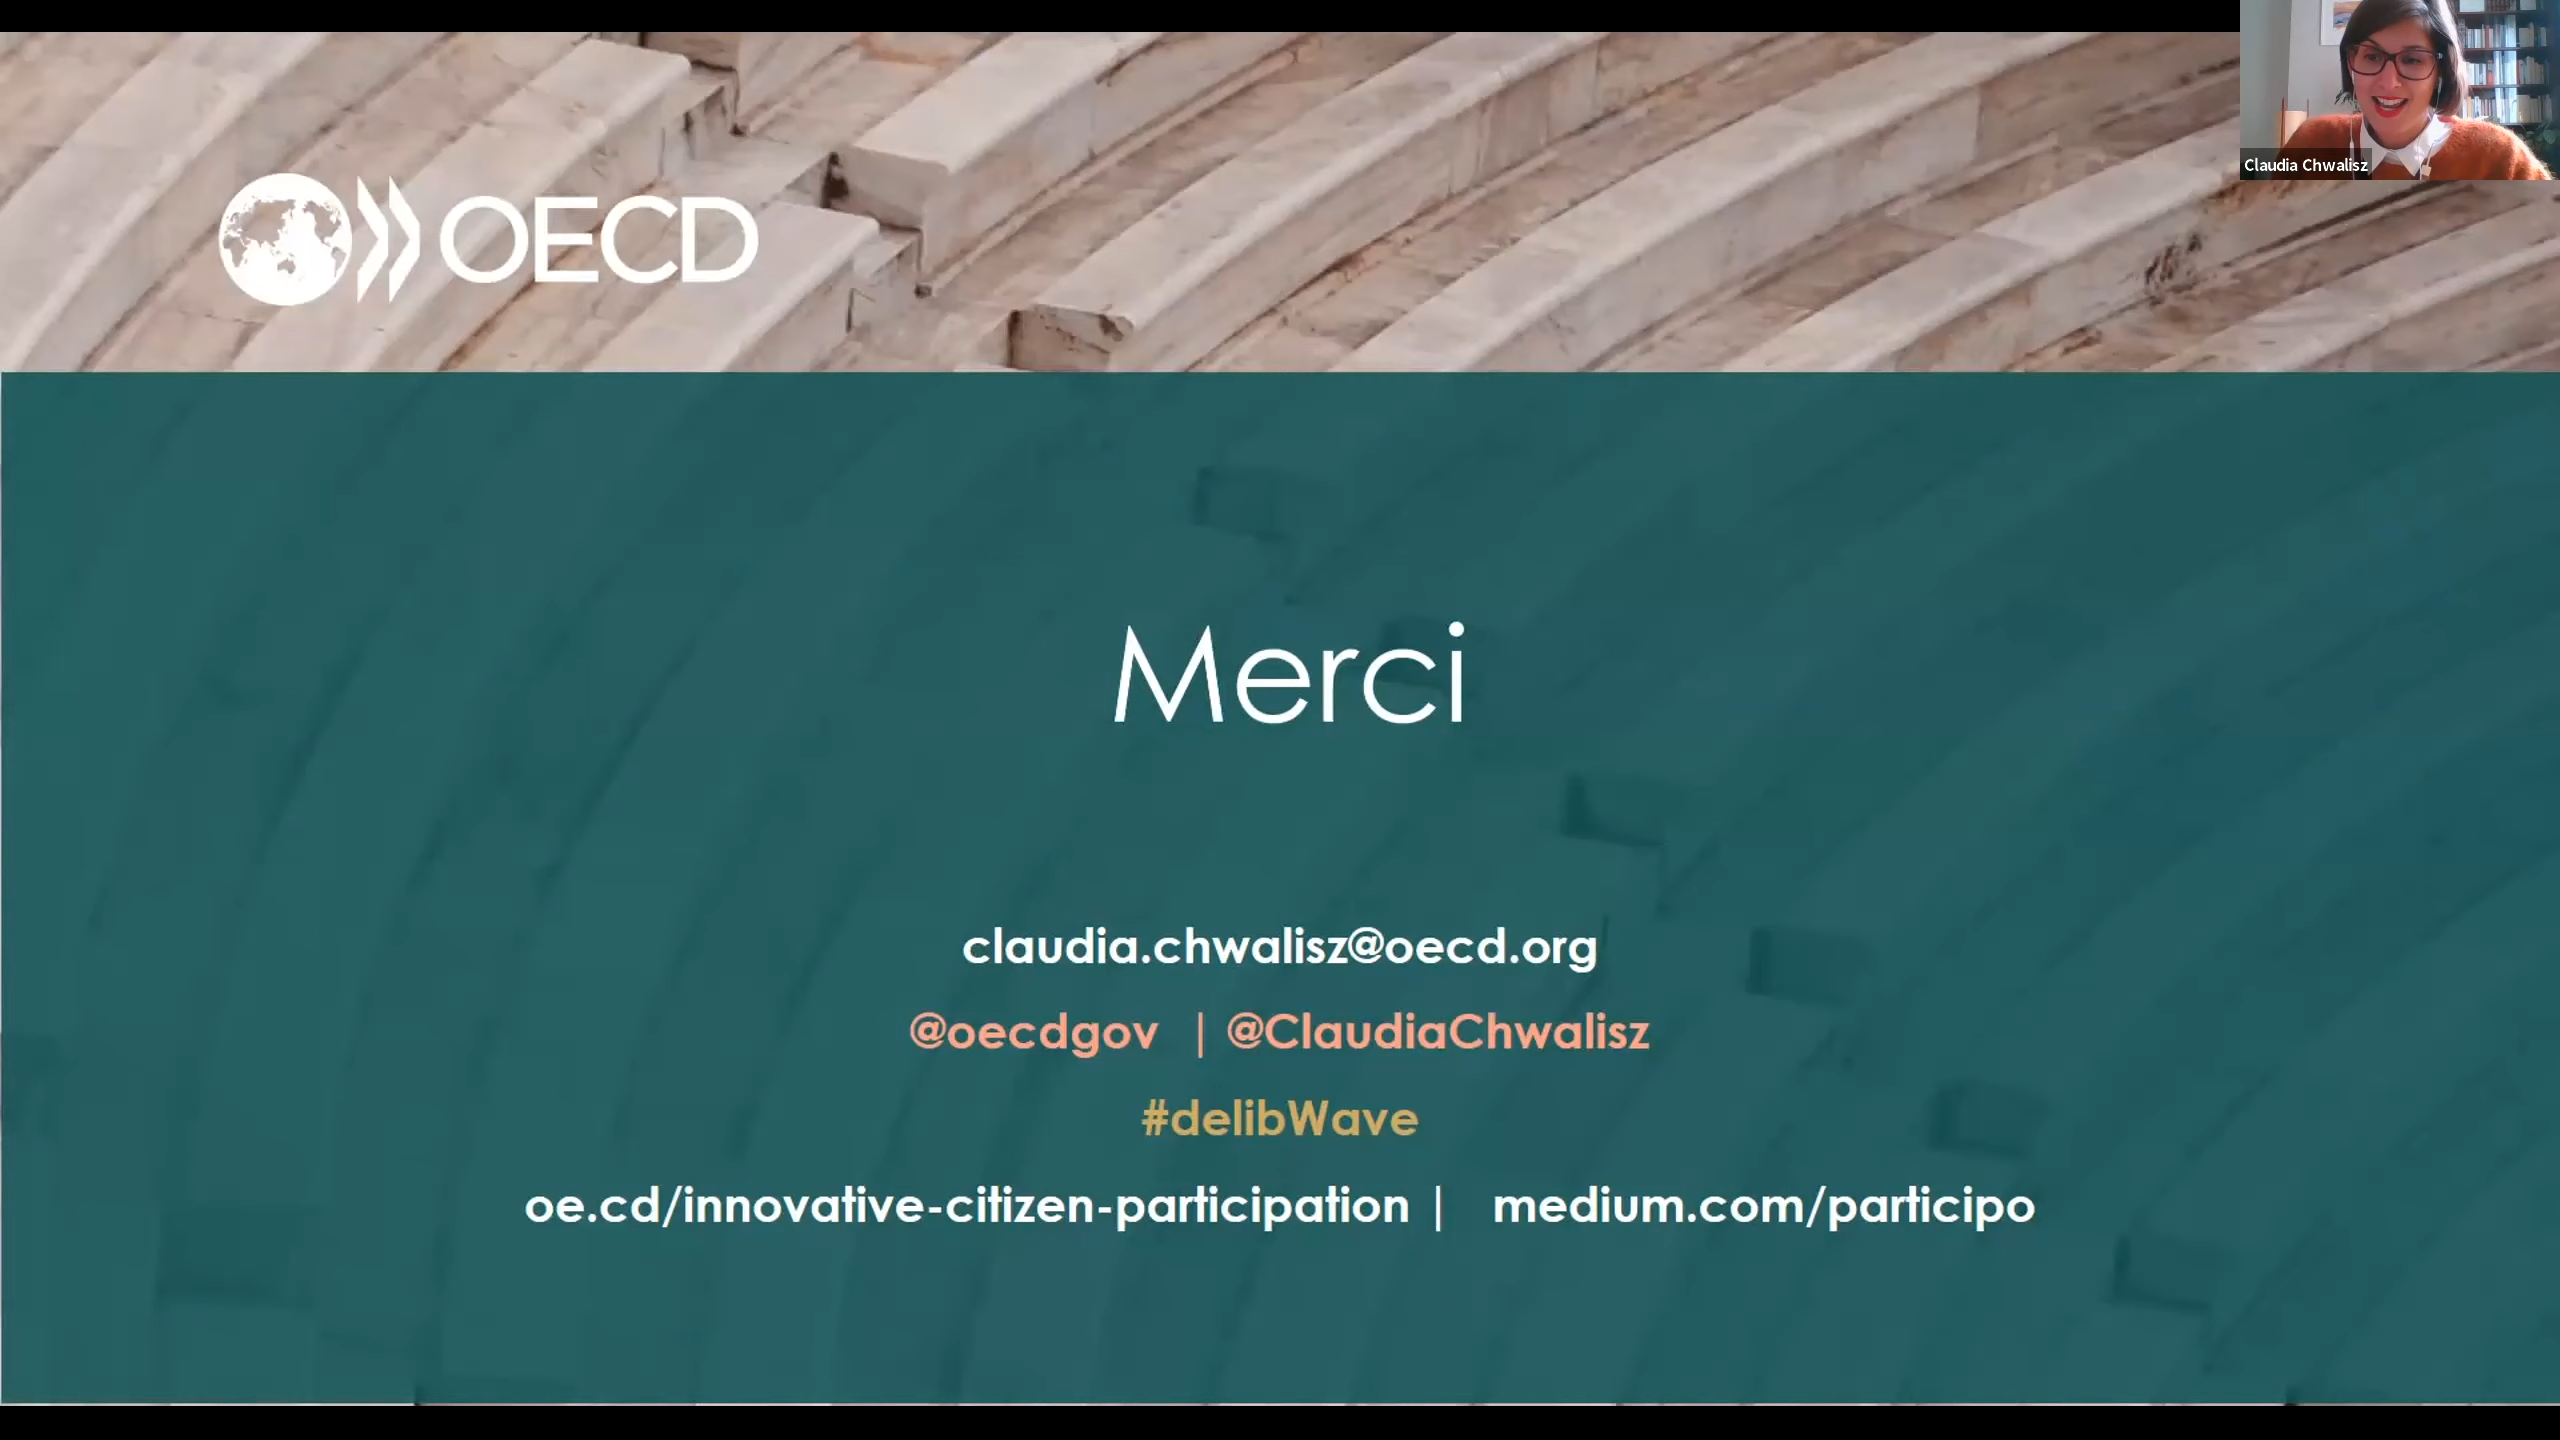 Claudia Chwalisz
OECD
Merci
claudia.chwalisz@oecd.org
@oecdgov | @ClaudiaChwalisz
#delibWave
oe.cd/innovative-citizen-participation | medium.com/participo